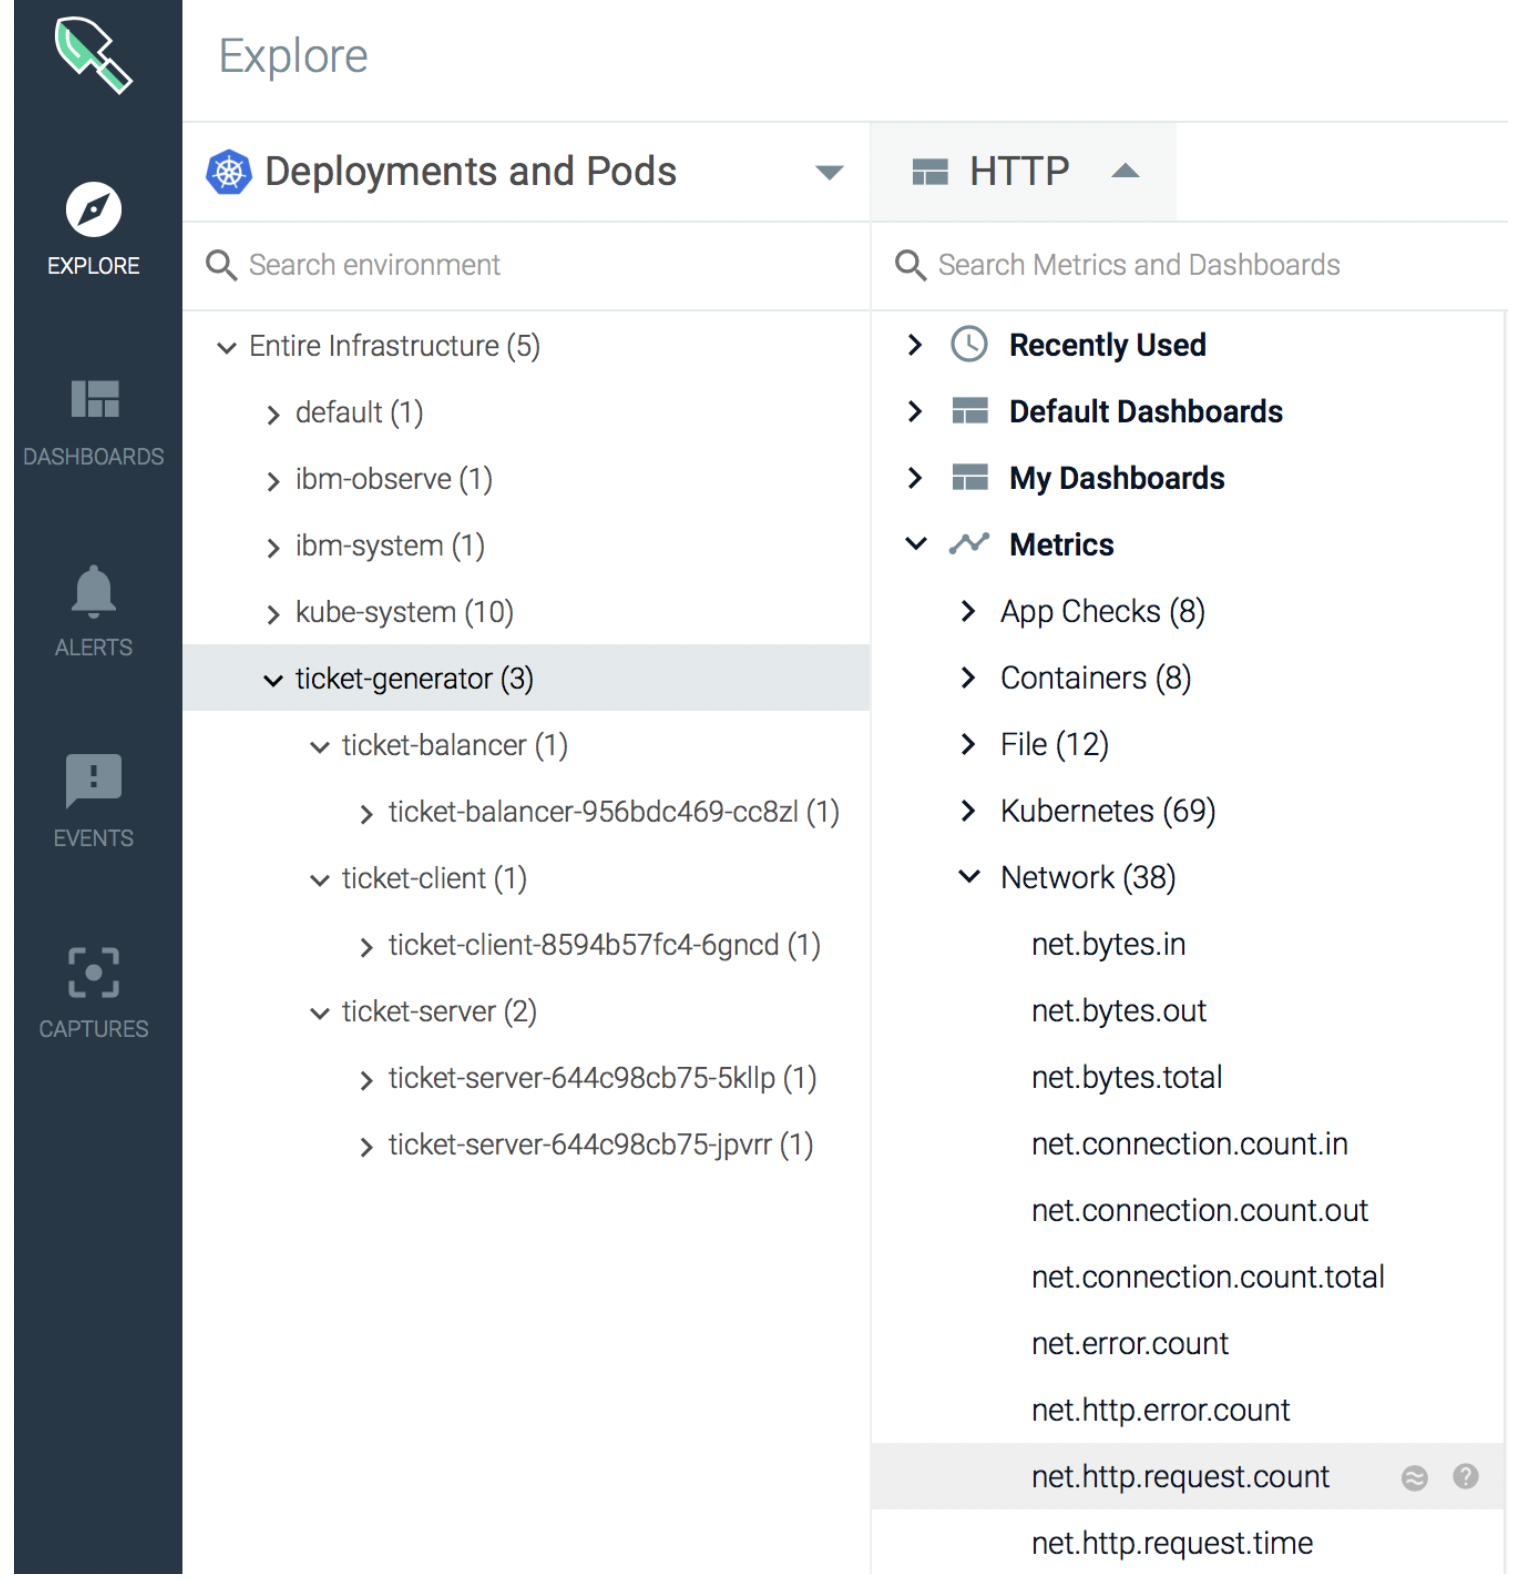 Explore
EXPLORE
DASHBOARDS
ALERTS
EVENTS
CAPTURES
Deployments and Pods
Search environment
Entire Infrastructure (5)
default (1)
ibm-observe (1)
ibm-system (1)
kube-system (10)
ticket-generator (3)
ticket-balancer (1)
ticket-balancer-956bdc469-cc8zl (1)
ticket-client (1)
ticket-client-8594b57fc4-6gncd (1)
ticket-server (2)
ticket-server-644c98cb75-5kllp (1)
ticket-server-644c98cb75-jpvrr (1)
HTTP
Search Metrics and Dashboards
Recently Used
Default Dashboards
My Dashboards
Metrics
App Checks (8)
Containers (8)
File (12)
Kubernetes (69)
Network (38)
net.bytes.in
net.bytes.out
net.bytes.total
net.connection.count.in
net.connection.count.out
net.connection.count.total
net.error.count
net.http.error.count
net.http.request.count
net.http.request.time